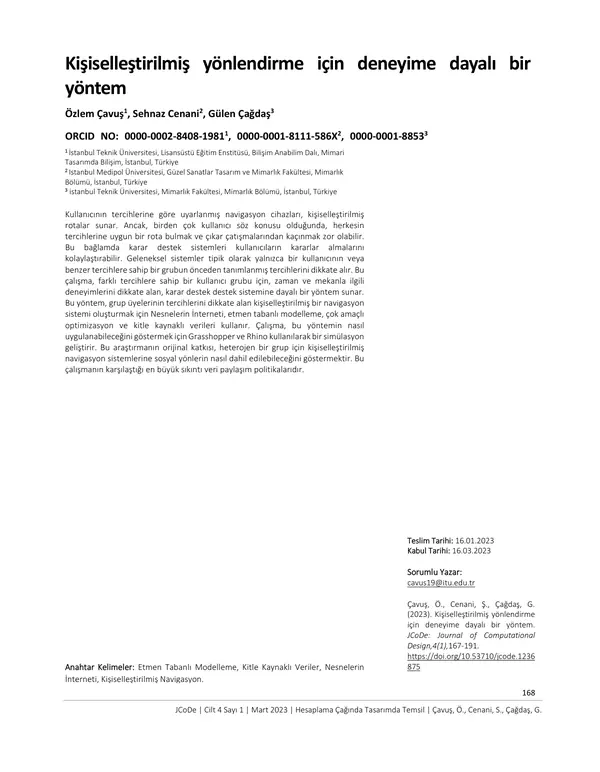 Kişiselleştirilmiş yönlendirme için deneyime dayalı bir
yöntem
Özlem Çavuş¹, Sehnaz Cenani², Gülen Çağdaş³
ORCID NO: 0000-0002-8408-1981¹, 0000-0001-8111-586X², 0000-0001-8853³
¹ İstanbul Teknik Üniversitesi, Lisansüstü Eğitim Enstitüsü, Bilişim Anabilim Dalı, Mimari
Tasarımda Bilişim, İstanbul, Türkiye
² İstanbul Medipol Üniversitesi, Güzel Sanatlar Tasarım ve Mimarlık Fakültesi, Mimarlık
Bölümü, İstanbul, Türkiye
³ istanbul Teknik Üniversitesi, Mimarlık Fakültesi, Mimarlık Bölümü, İstanbul, Türkiye
Kullanıcının tercihlerine göre uyarlanmış navigasyon cihazları, kişiselleştirilmiş
rotalar sunar. Ancak, birden çok kullanıcı söz konusu olduğunda, herkesin
tercihlerine uygun bir rota bulmak ve çıkar çatışmalarından kaçınmak zor olabilir.
Bu bağlamda karar destek sistemleri kullanıcıların kararlar almalarını
kolaylaştırabilir. Geleneksel sistemler tipik olarak yalnızca bir kullanıcının veya
benzer tercihlere sahip bir grubun önceden tanımlanmış tercihlerini dikkate alır. Bu
çalışma, farklı tercihlere sahip bir kullanıcı grubu için, zaman ve mekanla ilgili
deneyimlerini dikkate alan, karar destek destek sistemine dayalı bir yöntem sunar.
Bu yöntem, grup üyelerinin tercihlerini dikkate alan kişiselleştirilmiş bir navigasyon
sistemi oluşturmak için Nesnelerin İnterneti, etmen tabanlı modelleme, çok amaçlı
optimizasyon ve kitle kaynaklı verileri kullanır. Çalışma, bu yöntemin nasıl
uygulanabileceğini göstermek için Grasshopper ve Rhino kullanılarak bir simülasyon
geliştirir. Bu araştırmanın orijinal katkısı, heterojen bir grup için kişiselleştirilmiş
navigasyon sistemlerine sosyal yönlerin nasıl dahil edilebileceğini göstermektir. Bu
çalışmanın karşılaştığı en büyük sıkıntı veri paylaşım politikalarıdır.
Teslim Tarihi: 16.01.2023
Kabul Tarihi: 16.03.2023
Sorumlu Yazar:
cavus19@itu.edu.tr
Çavuş, Ö., Cenani, Ş., Çağdaş, G.
(2023). Kişiselleştirilmiş yönlendirme
için deneyime dayalı bir yöntem.
JCoDe: Journal of Computational
Design,4(1),167-191.
https://doi.org/10.53710/jcode.1236
875
Anahtar Kelimeler: Etmen Tabanlı Modelleme, Kitle Kaynaklı Veriler, Nesnelerin
İnterneti, Kişiselleştirilmiş Navigasyon.
168
JCoDe | Cilt 4 Sayı 1 | Mart 2023 | Hesaplama Çağında Tasarımda Temsil | Çavuş, Ö., Cenani, S., Çağdaş, G.